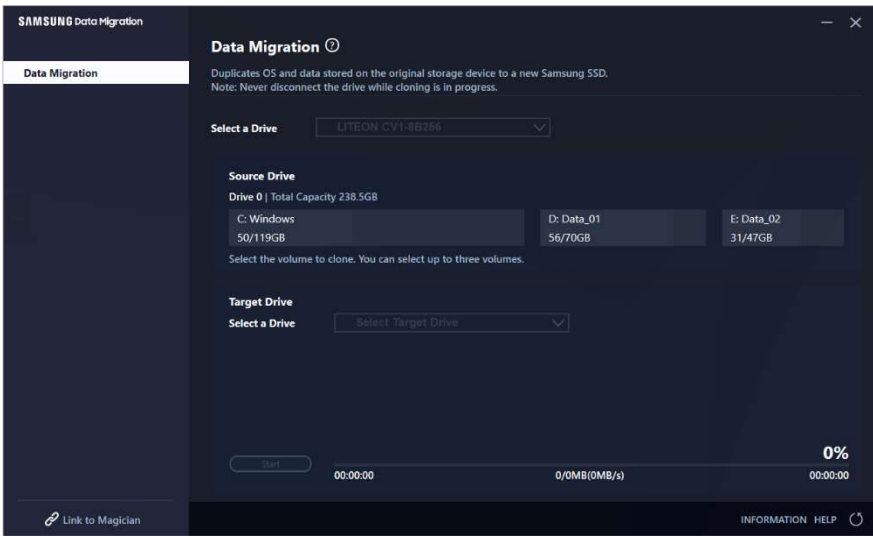 SAMSUNG Data Migration
Data Migration
Data Migration ?
Duplicates OS and data stored on the original storage device to a new Samsung SSD.
Note: Never disconnect the drive while cloning is in progress.
Select a Drive LITEON CV1-8B256
Source Drive
Drive 0 | Total Capacity 238.5GB
C: Windows D: Data_01 E: Data_02
50/119GB 56/70GB 31/47GB
Select the volume to clone. You can select up to three volumes.
Target Drive
Select a Drive Select Target Drive
0%
Start
00:00:00 0/0MB(0MB/s) 00:00:00
Link to Magician INFORMATION HELP